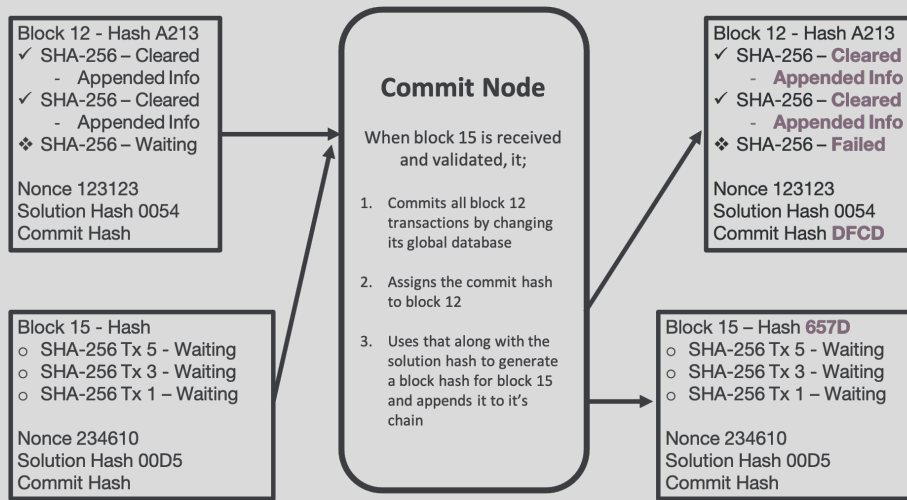 Block 12 - Hash A213
✓ SHA-256 – Cleared
- Appended Info
✓ SHA-256 – Cleared
- Appended Info
❖ SHA-256 – Waiting
Nonce 123123
Solution Hash 0054
Commit Hash
Block 15 - Hash
○ SHA-256 Tx 5 - Waiting
○ SHA-256 Tx 3 - Waiting
○ SHA-256 Tx 1 – Waiting
Nonce 234610
Solution Hash 00D5
Commit Hash
Commit Node
When block 15 is received
and validated, it;
1. Commits all block 12
transactions by changing
its global database
2. Assigns the commit hash
to block 12
3. Uses that along with the
solution hash to generate
a block hash for block 15
and appends it to it's
chain
Block 12 - Hash A213
✓ SHA-256 – Cleared
- Appended Info
✓ SHA-256 – Cleared
- Appended Info
❖ SHA-256 – Failed
Nonce 123123
Solution Hash 0054
Commit Hash DFCD
Block 15 – Hash 657D
○ SHA-256 Tx 5 - Waiting
○ SHA-256 Tx 3 - Waiting
○ SHA-256 Tx 1 – Waiting
Nonce 234610
Solution Hash 00D5
Commit Hash